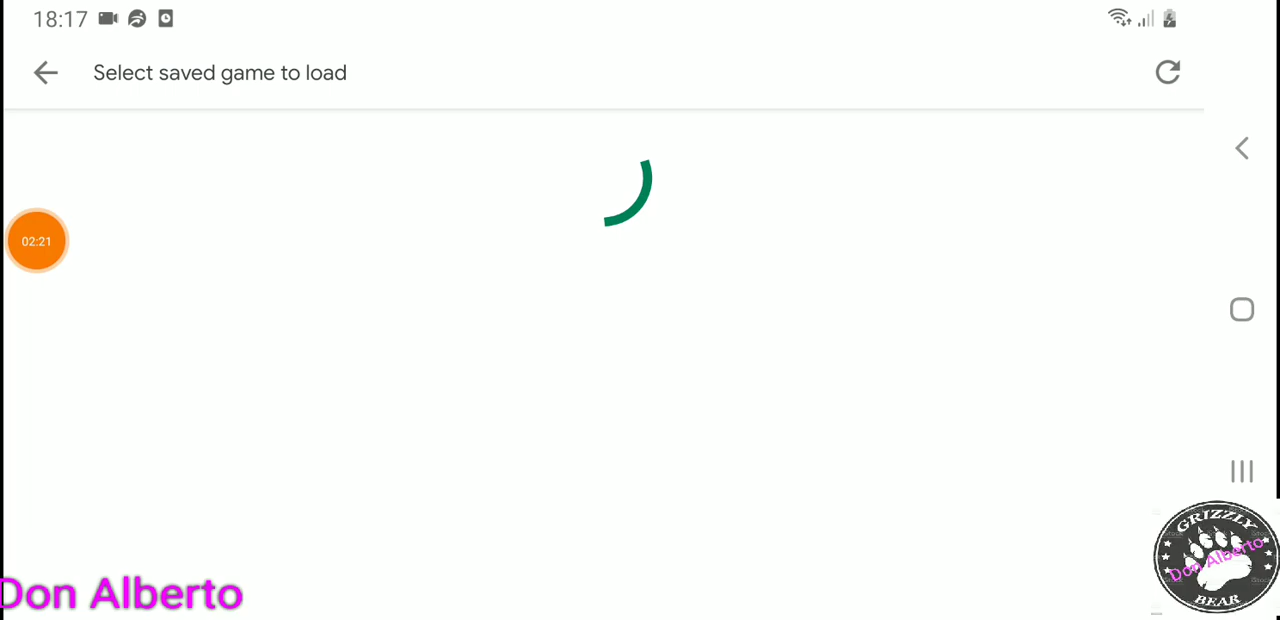 18:17
Select saved game to load
02:21
GRIZZLY
Don Alberto
BEAR
Don Alberto